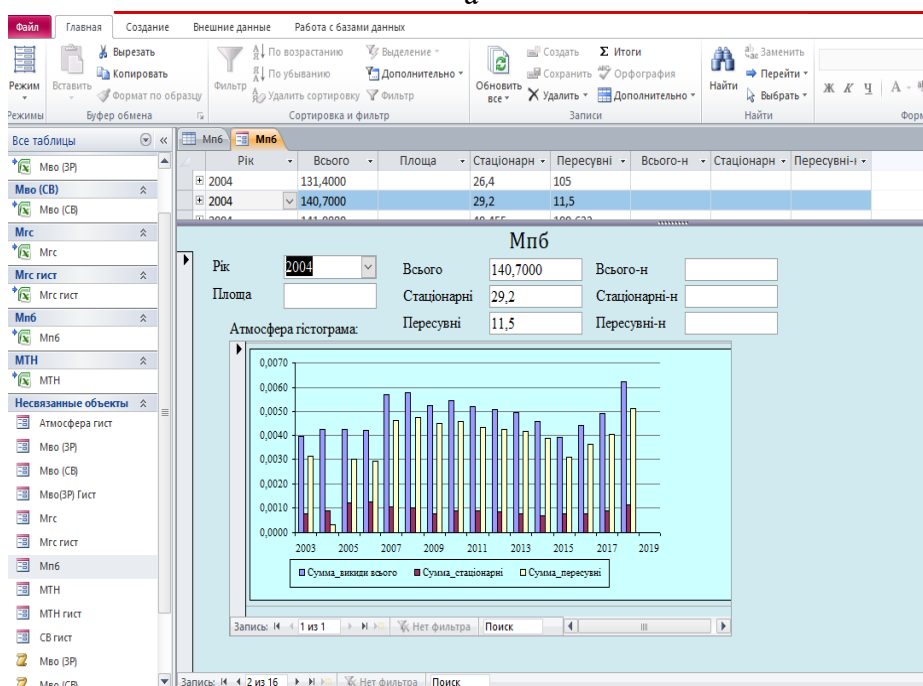 а
Файл Главная Создание Внешние данные Работа с базами данных
Режим
Режимы
Вставить
Вырезать
Копировать
Формат по образцу
Буфер обмена
Фильтр
По возрастанию
По убыванию
Удалить сортировку
Выделение
Дополнительно
Фильтр
Сортировка и фильтр
Обновить все
Создать
Сохранить
Удалить
Итоги
Орфография
Дополнительно
Записи
Найти
Заменить
Перейти
Выбрать
Найти
Ж К Ч А
Форм
Все таблицы
Мво (ЗР)
Мво (СВ)
Мво (СВ)
Мгс
Мгс
Мгс гист
Мгс гист
Мпб
Мпб
МТН
МТН
Несвязанные объекты
Атмосфера гист
Мво (ЗР)
Мво (СВ)
Мво(ЗР) Гист
Мгс
Мгс гист
Мпб
МТН
МТН гист
СВ гист
Мво (ЗР)
Мво (СВ)
Мпб Мпб
Рік Всього Площа Стаціонарн Пересувні Всього-н Стаціонарн Пересувні-н
2004 131,4000 26,4 105
2004 140,7000 29,2 11,5
Мпб
Рік 2004 Всього 140,7000 Всього-н
Площа Стаціонарні 29,2 Стаціонарні-н
Пересувні 11,5 Пересувні-н
Атмосфера гістограма:
0,0070
0,0060
0,0050
0,0040
0,0030
0,0020
0,0010
0,0000
2003 2005 2007 2009 2011 2013 2015 2017 2019
Сумма_викиди всього Сумма_стаціонарні Сумма_пересувні
Запись: 1 из 1 Нет фильтра Поиск
Запись: 2 из 16 Нет фильтра Поиск